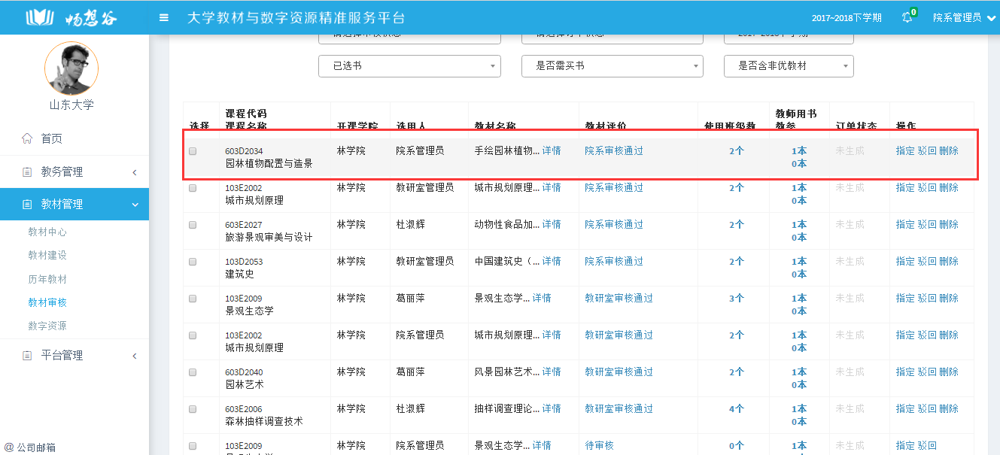 畅想谷
大学教材与数字资源精准服务平台
2017~2018下学期
0
院系管理员
山东大学
首页
教务管理
教材管理
教材中心
教材建设
历年教材
教材审核
数字资源
平台管理
@ 公司邮箱
已选书
是否需买书
是否含非优教材
选择
课程代码
课程名称
开课学院
选用人
教材名称
教材评价
使用班级数
教师用书
教参
订单状态
操作
603D2034 林学院 院系管理员 手绘园林植物... 详情 院系审核通过 2个 1本 未生成 指定 驳回 删除
园林植物配置与造景 0本
103E2002 林学院 教研室管理员 城市规划原理... 详情 院系审核通过 2个 1本 未生成 指定 驳回 删除
城市规划原理 0本
603E2027 林学院 杜淑辉 动物性食品加... 详情 院系审核通过 2个 1本 未生成 指定 驳回 删除
旅游景观审美与设计 0本
103D2053 林学院 教研室管理员 中国建筑史（... 详情 院系审核通过 2个 1本 未生成 指定 驳回 删除
建筑史 0本
103E2009 林学院 葛丽萍 景观生态学... 详情 教研室审核通过 3个 1本 未生成 指定 驳回 删除
景观生态学 0本
103E2002 林学院 院系管理员 城市规划原理... 详情 教研室审核通过 2个 1本 未生成 指定 驳回 删除
城市规划原理 0本
603D2040 林学院 葛丽萍 风景园林艺术... 详情 教研室审核通过 2个 1本 未生成 指定 驳回 删除
园林艺术 0本
603E2006 林学院 杜淑辉 抽样调查理论... 详情 教研室审核通过 4个 1本 未生成 指定 驳回 删除
森林抽样调查技术 0本
103E2009 林学院 院系管理员 景观生态学... 详情 待审核 0个 1本 未生成 指定 驳回